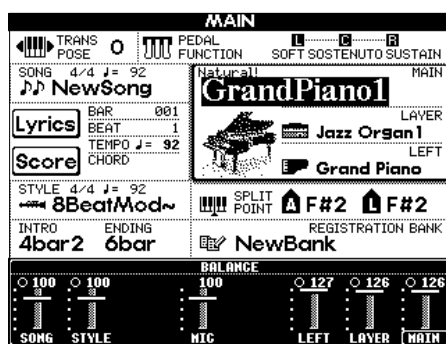 MAIN
TRANS POSE 0
PEDAL FUNCTION
L C R
SOFT SOSTENUTO SUSTAIN
SONG 4/4 ♩= 92
NewSong
Natural! MAIN
GrandPiano1
Lyrics
BAR 001
BEAT 1
TEMPO ♩= 92
CHORD
Score
LAYER
Jazz Organ1
LEFT
Grand Piano
STYLE 4/4 ♩= 92
8BeatMod~
SPLIT POINT A F#2 L F#2
INTRO ENDING
4bar2 6bar
REGISTRATION BANK
NewBank
BALANCE
100 100 100 127 126 126
SONG STYLE MIC LEFT LAYER MAIN